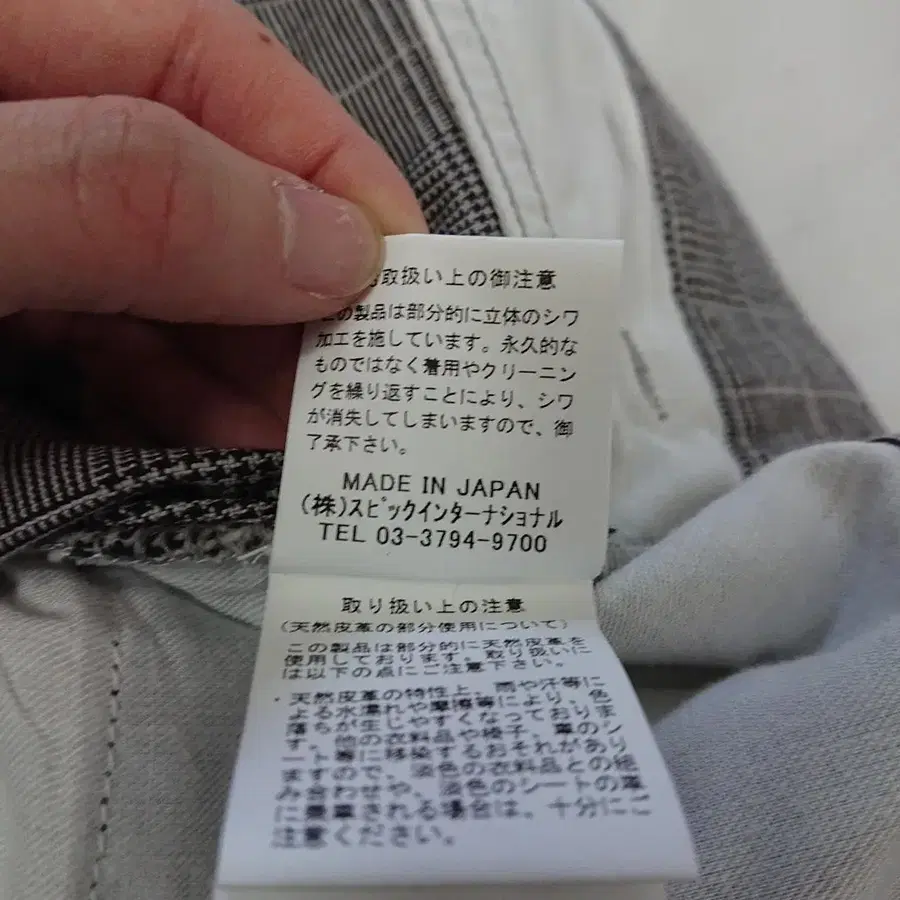 取扱い上の御注意
この製品は部分的に立体のシワ
加工を施しています。永久的な
ものではなく着用やクリーニン
グを繰り返すことにより、シワ
が消失してしまいますので、御
了承下さい。
MADE IN JAPAN
(株)スピックインターナショナル
TEL 03-3794-9700
取り扱い上の注意
(天然皮革の部分使用について)
この製品は部分的に天然皮革を
使用しております。取り扱いに
は以下の点にご注意下さい。
・天然皮革の特性上、雨や汗等に
よる水濡れや摩擦等により、色
落ちが生じやすくなっておりま
す、他の衣料品や椅子、車のシ
ート等に移染するおそれがあり
ますので、淡色の衣料品との組
み合わせや、淡色のシートの車
に乗車される場合は、十分にご
注意ください。